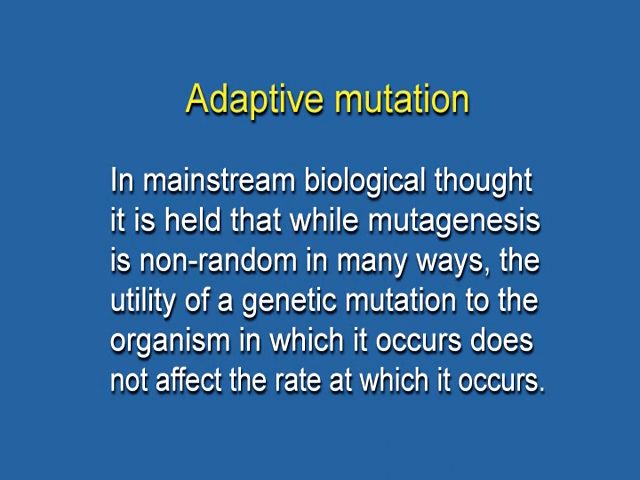 Adaptive mutation
In mainstream biological thought
it is held that while mutagenesis
is non-random in many ways, the
utility of a genetic mutation to the
organism in which it occurs does
not affect the rate at which it occurs.